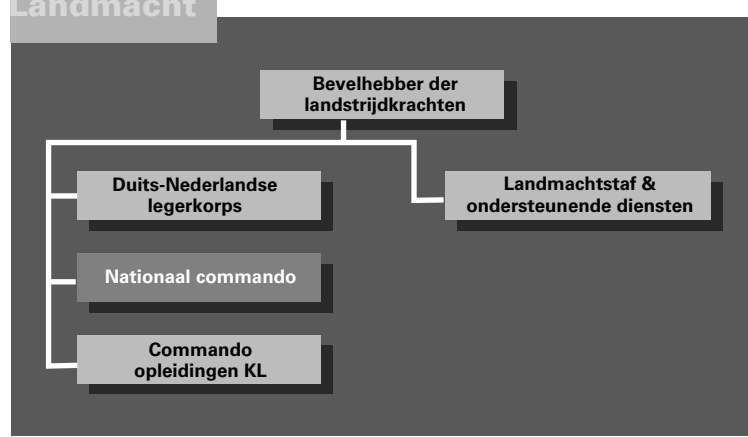 Landmacht
Bevelhebber der
landstrijdkrachten
Duits-Nederlandse
legerkorps
Landmachtstaf &
ondersteunende diensten
Nationaal commando
Commando
opleidingen KL